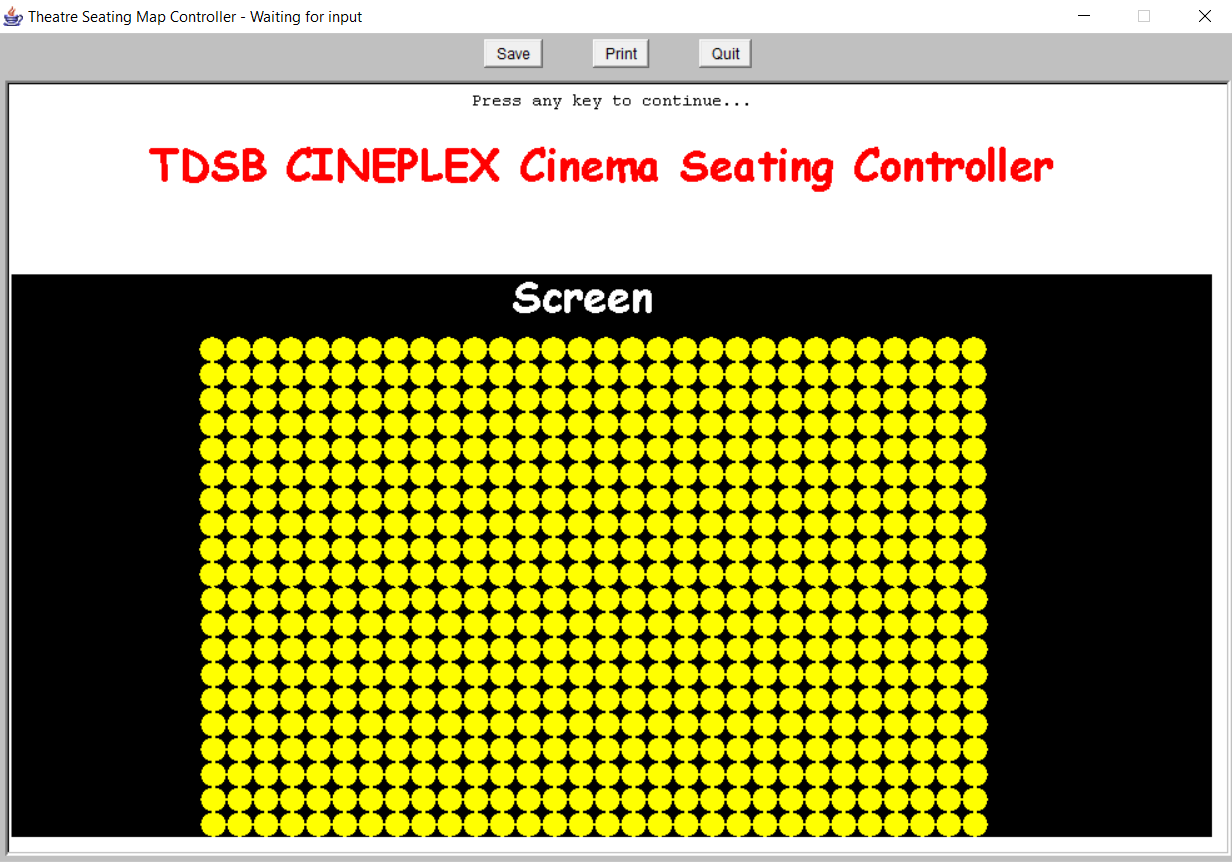 Theatre Seating Map Controller - Waiting for input
Save Print Quit
Press any key to continue...
TDSB CINEPLEX Cinema Seating Controller
Screen